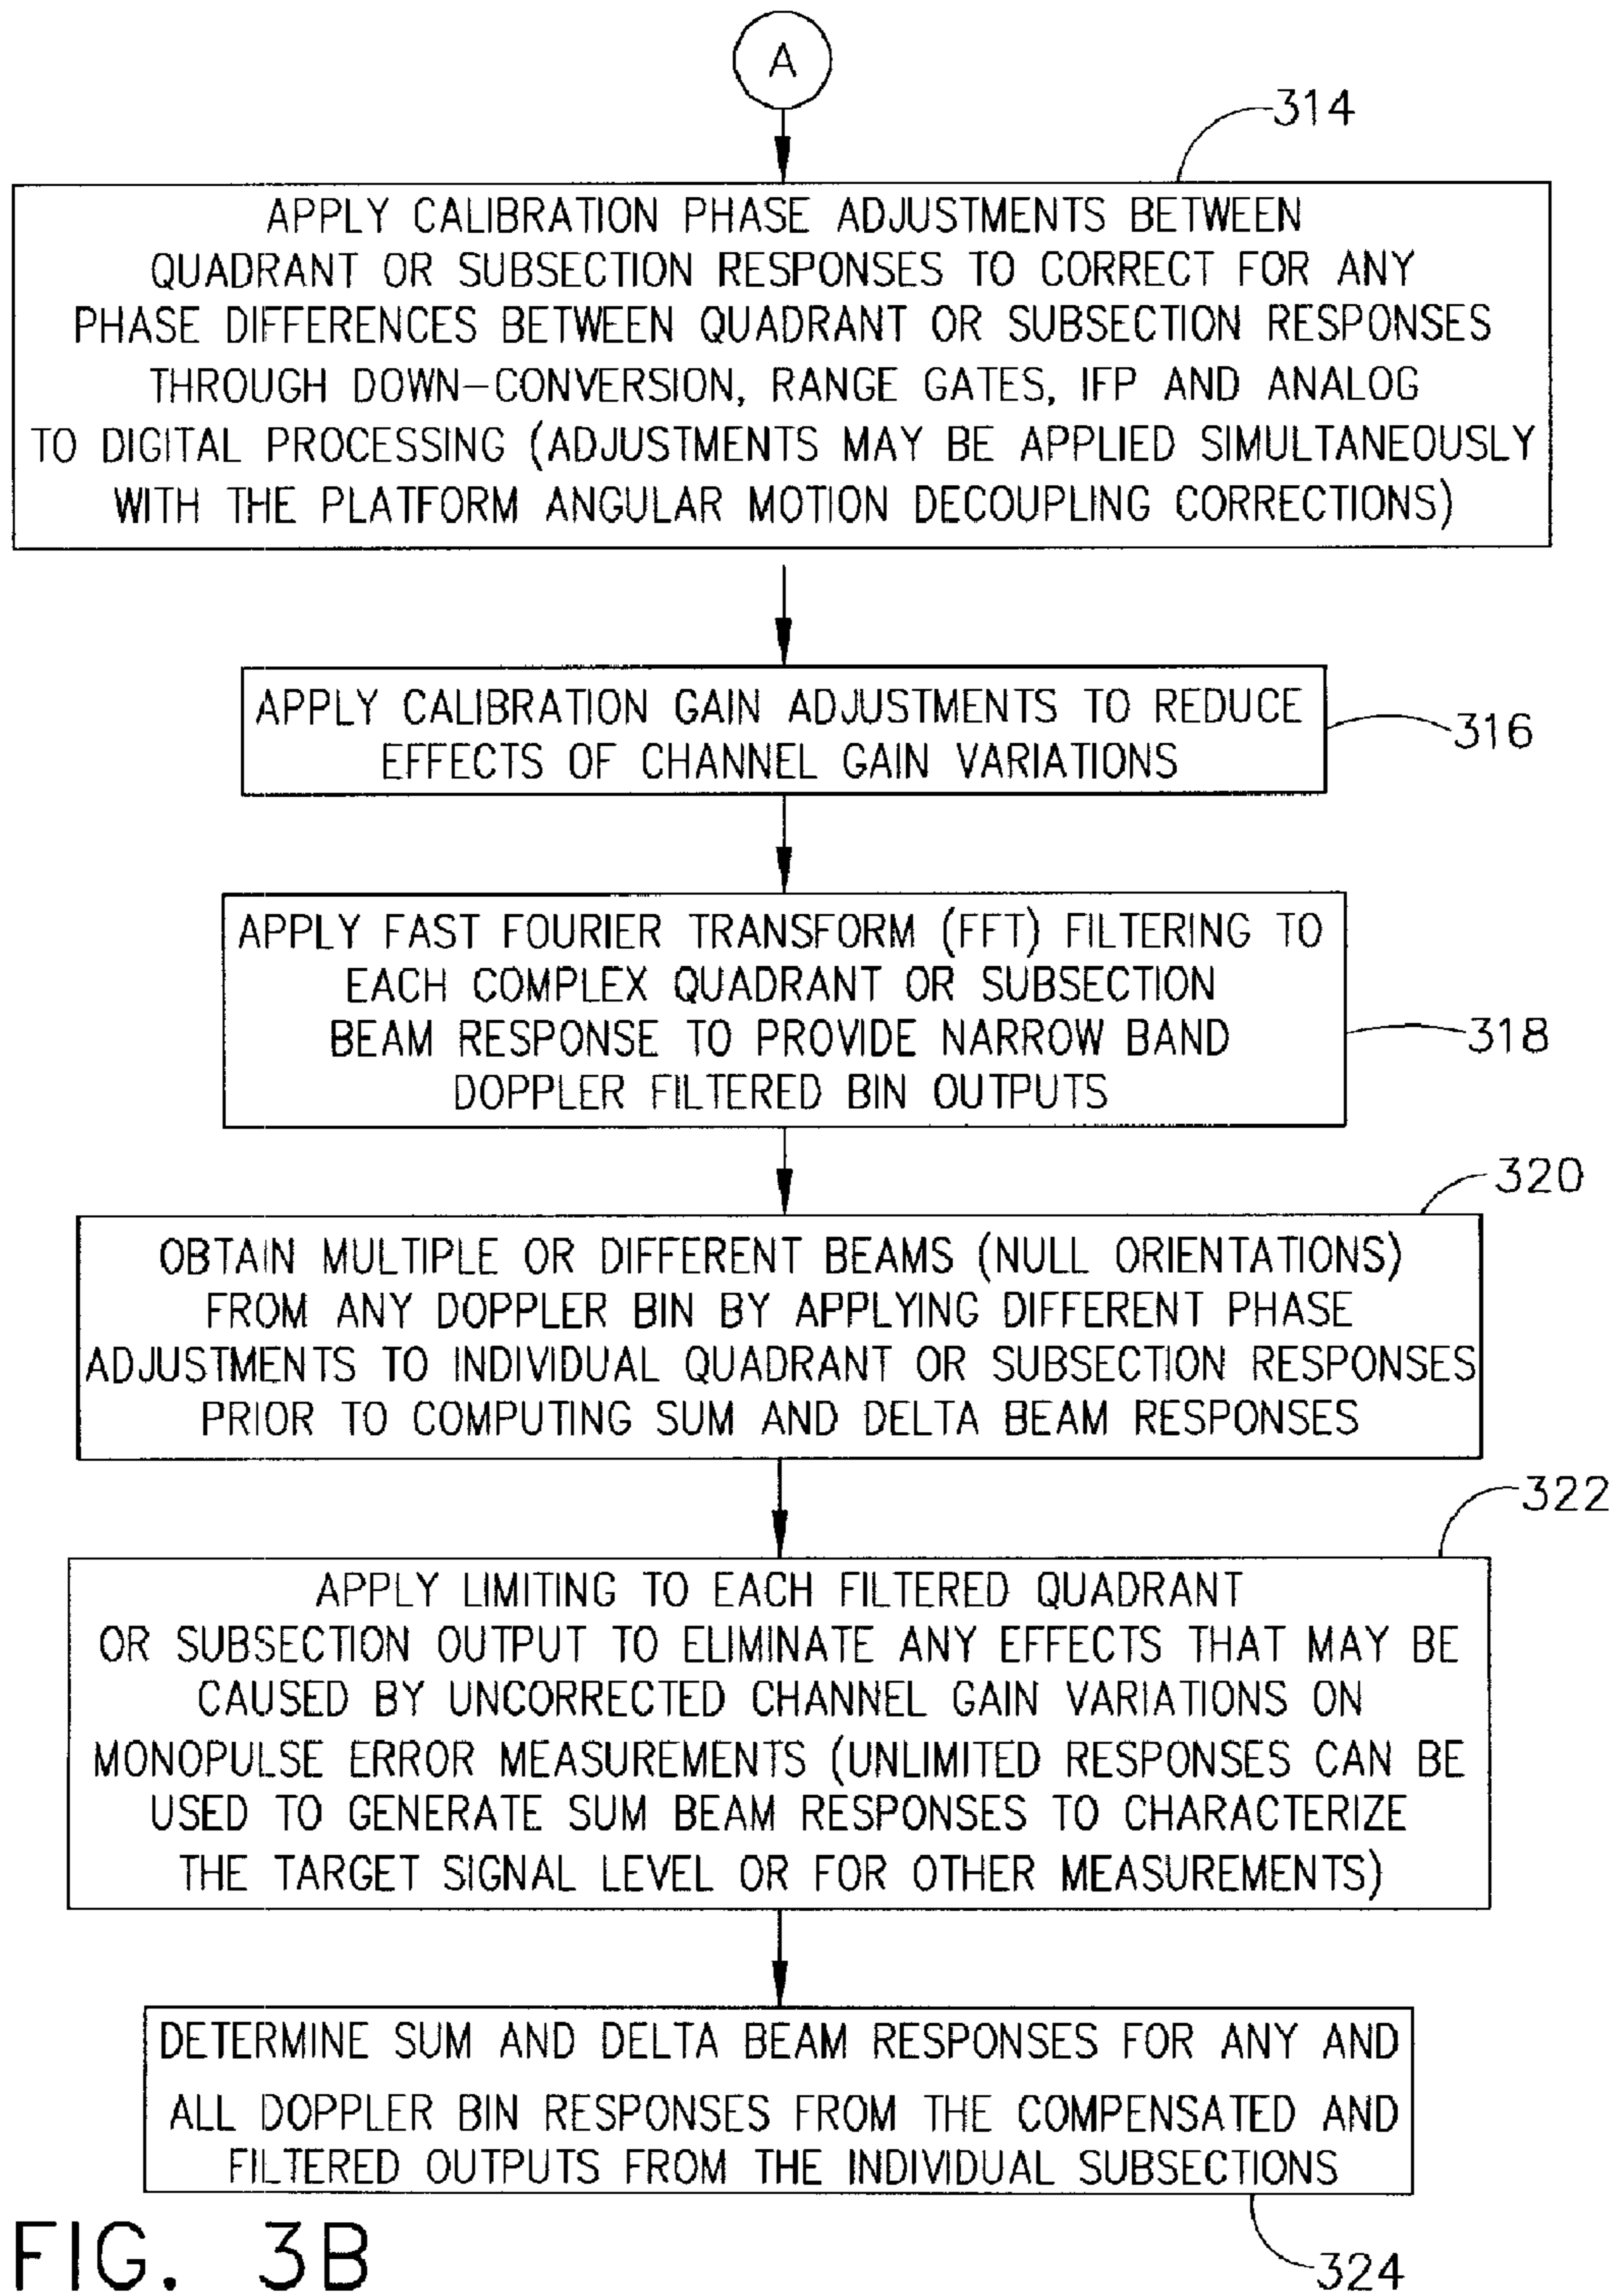 A
314
APPLY CALIBRATION PHASE ADJUSTMENTS BETWEEN
QUADRANT OR SUBSECTION RESPONSES TO CORRECT FOR ANY
PHASE DIFFERENCES BETWEEN QUADRANT OR SUBSECTION RESPONSES
THROUGH DOWN-CONVERSION, RANGE GATES, IFP AND ANALOG
TO DIGITAL PROCESSING (ADJUSTMENTS MAY BE APPLIED SIMULTANEOUSLY
WITH THE PLATFORM ANGULAR MOTION DECOUPLING CORRECTIONS)
APPLY CALIBRATION GAIN ADJUSTMENTS TO REDUCE
EFFECTS OF CHANNEL GAIN VARIATIONS
316
APPLY FAST FOURIER TRANSFORM (FFT) FILTERING TO
EACH COMPLEX QUADRANT OR SUBSECTION
BEAM RESPONSE TO PROVIDE NARROW BAND
DOPPLER FILTERED BIN OUTPUTS
318
320
OBTAIN MULTIPLE OR DIFFERENT BEAMS (NULL ORIENTATIONS)
FROM ANY DOPPLER BIN BY APPLYING DIFFERENT PHASE
ADJUSTMENTS TO INDIVIDUAL QUADRANT OR SUBSECTION RESPONSES
PRIOR TO COMPUTING SUM AND DELTA BEAM RESPONSES
322
APPLY LIMITING TO EACH FILTERED QUADRANT
OR SUBSECTION OUTPUT TO ELIMINATE ANY EFFECTS THAT MAY BE
CAUSED BY UNCORRECTED CHANNEL GAIN VARIATIONS ON
MONOPULSE ERROR MEASUREMENTS (UNLIMITED RESPONSES CAN BE
USED TO GENERATE SUM BEAM RESPONSES TO CHARACTERIZE
THE TARGET SIGNAL LEVEL OR FOR OTHER MEASUREMENTS)
DETERMINE SUM AND DELTA BEAM RESPONSES FOR ANY AND
ALL DOPPLER BIN RESPONSES FROM THE COMPENSATED AND
FILTERED OUTPUTS FROM THE INDIVIDUAL SUBSECTIONS
324
FIG. 3B